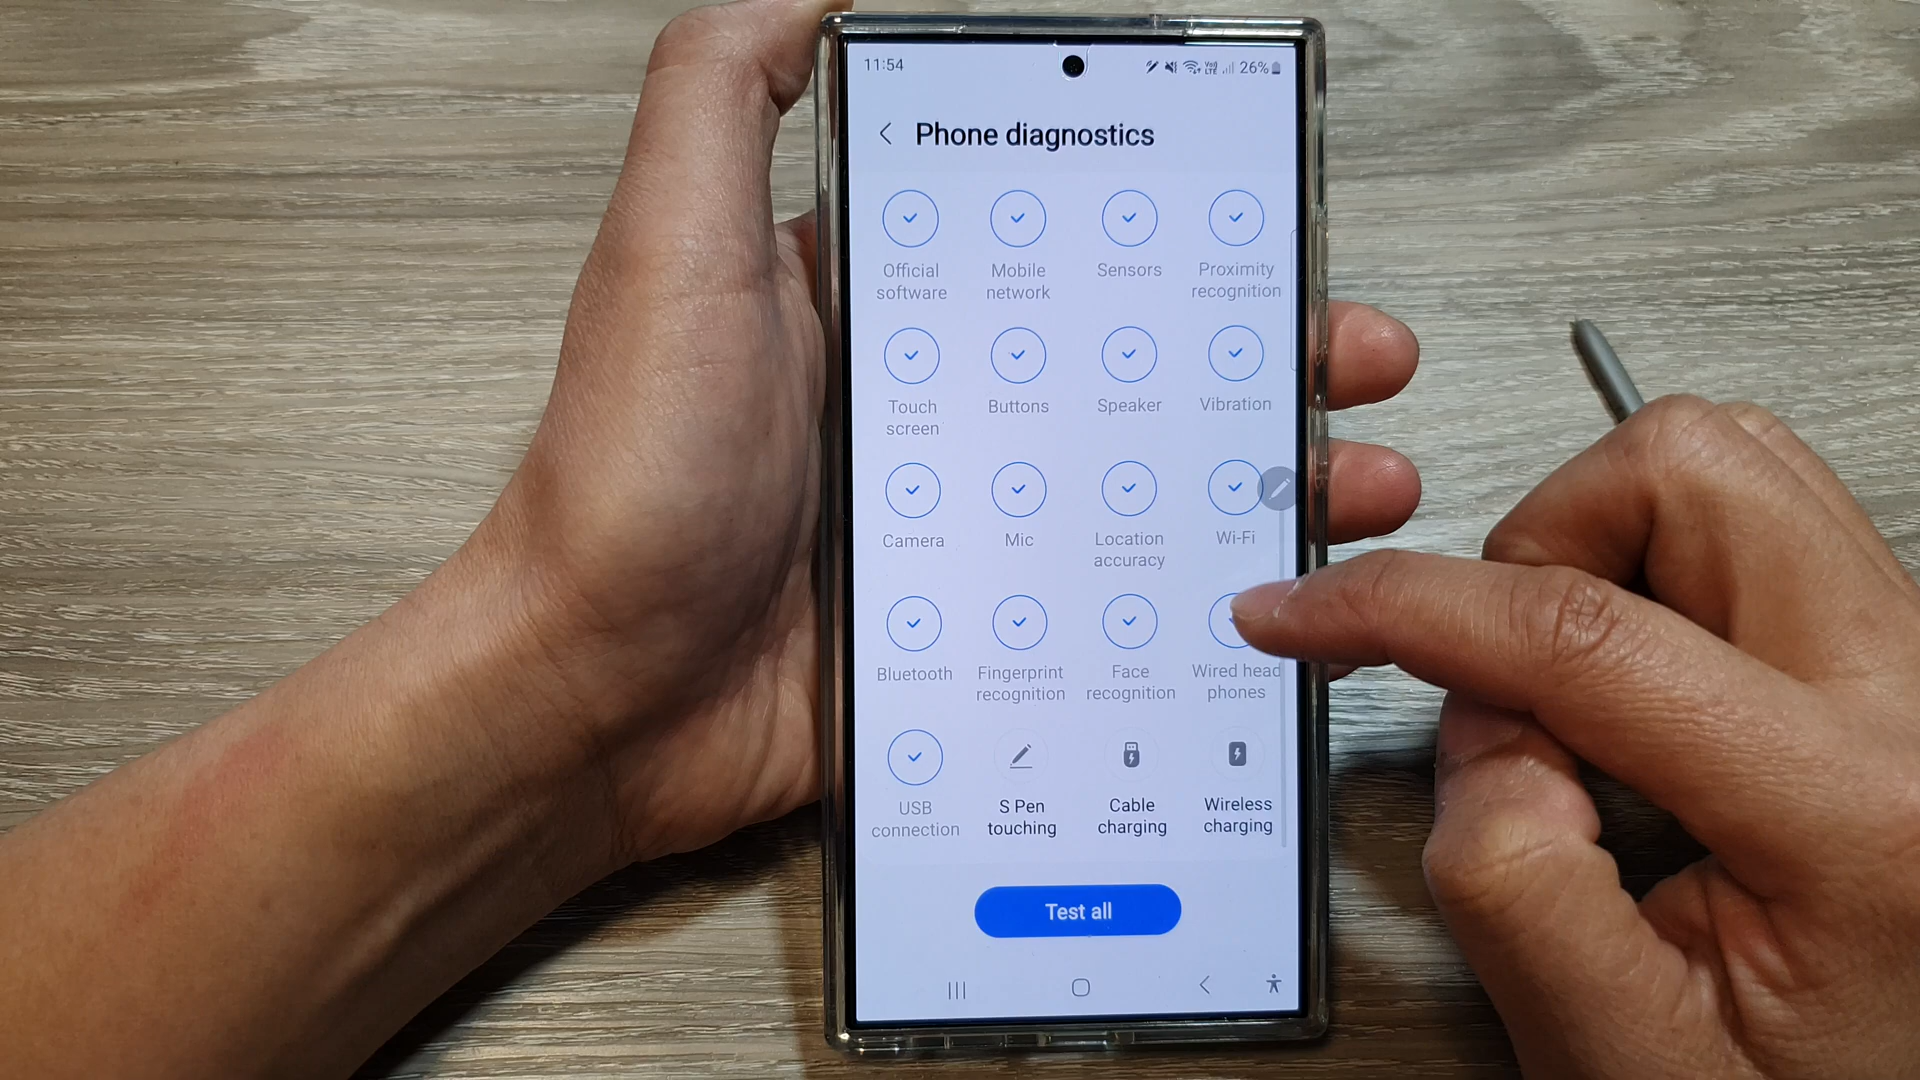 11:54
Vo)) LTE 26%
Phone diagnostics
Official software
Mobile network
Sensors
Proximity recognition
Touch screen
Buttons
Speaker
Vibration
Camera
Mic
Location accuracy
Wi-Fi
Bluetooth
Fingerprint recognition
Face recognition
Wired head phones
USB connection
S Pen touching
Cable charging
Wireless charging
Test all